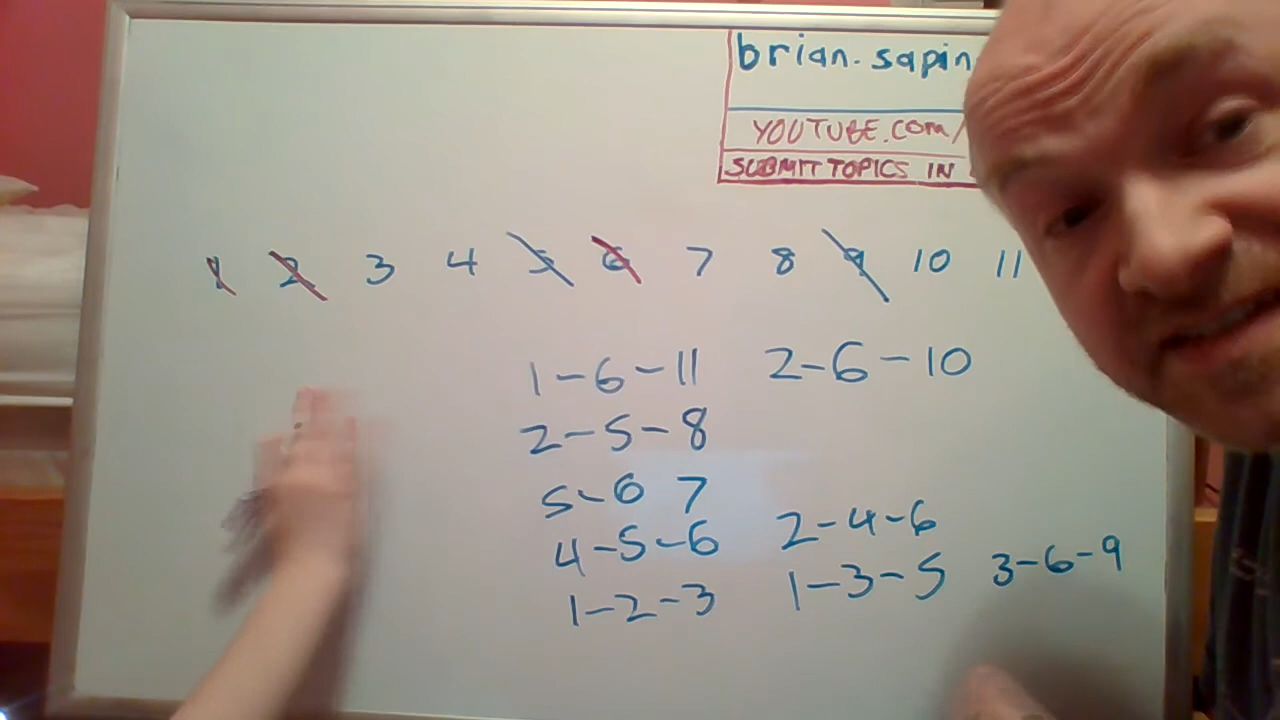 brian.sapin
YOUTUBE.COM/
SUBMIT TOPICS IN
1 2 3 4 5 6 7 8 9 10 11
1-6-11 2-6-10
2-5-8
5-6 7
4-5-6 2-4-6
1-2-3 1-3-5 3-6-9